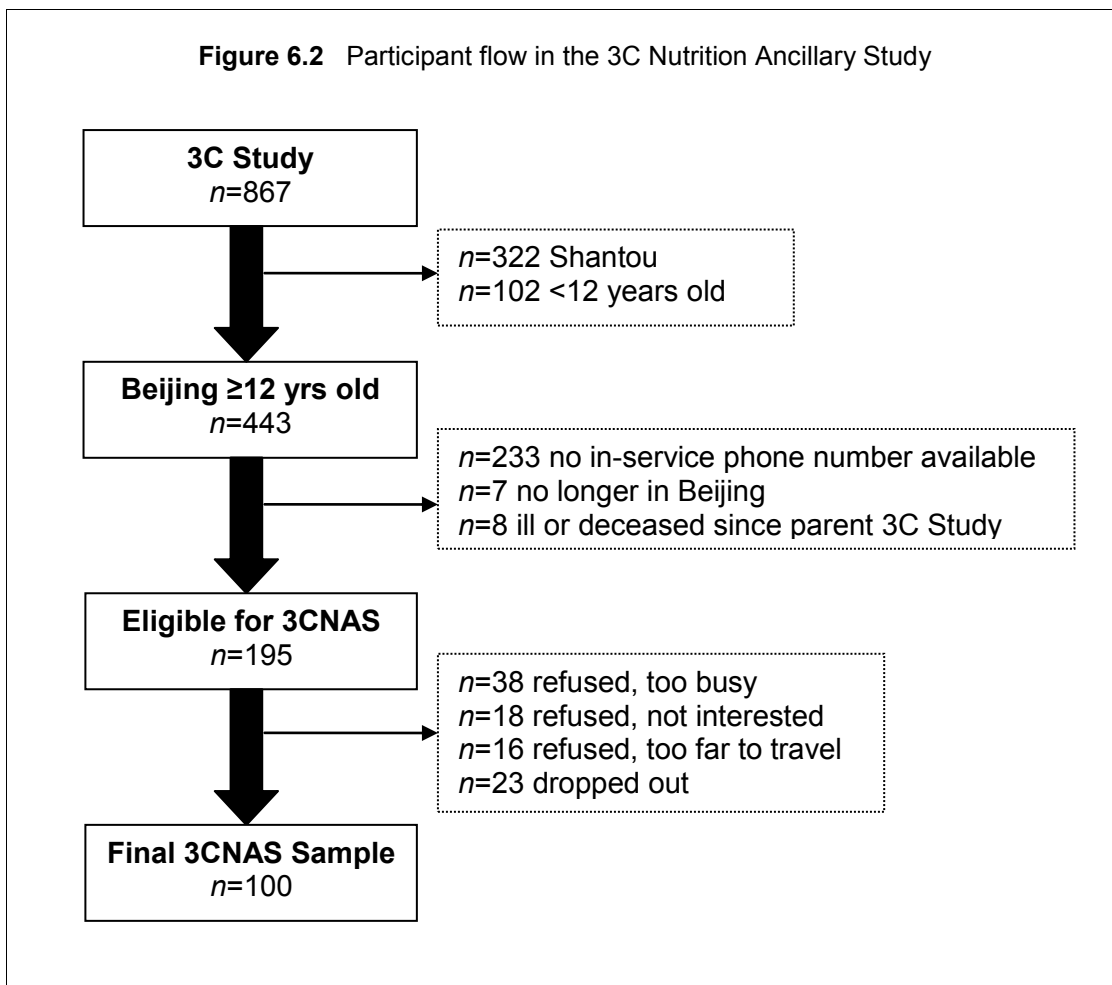 Figure 6.2 Participant flow in the 3C Nutrition Ancillary Study
3C Study
n=867
n=322 Shantou
n=102 <12 years old
Beijing ≥12 yrs old
n=443
n=233 no in-service phone number available
n=7 no longer in Beijing
n=8 ill or deceased since parent 3C Study
Eligible for 3CNAS
n=195
n=38 refused, too busy
n=18 refused, not interested
n=16 refused, too far to travel
n=23 dropped out
Final 3CNAS Sample
n=100